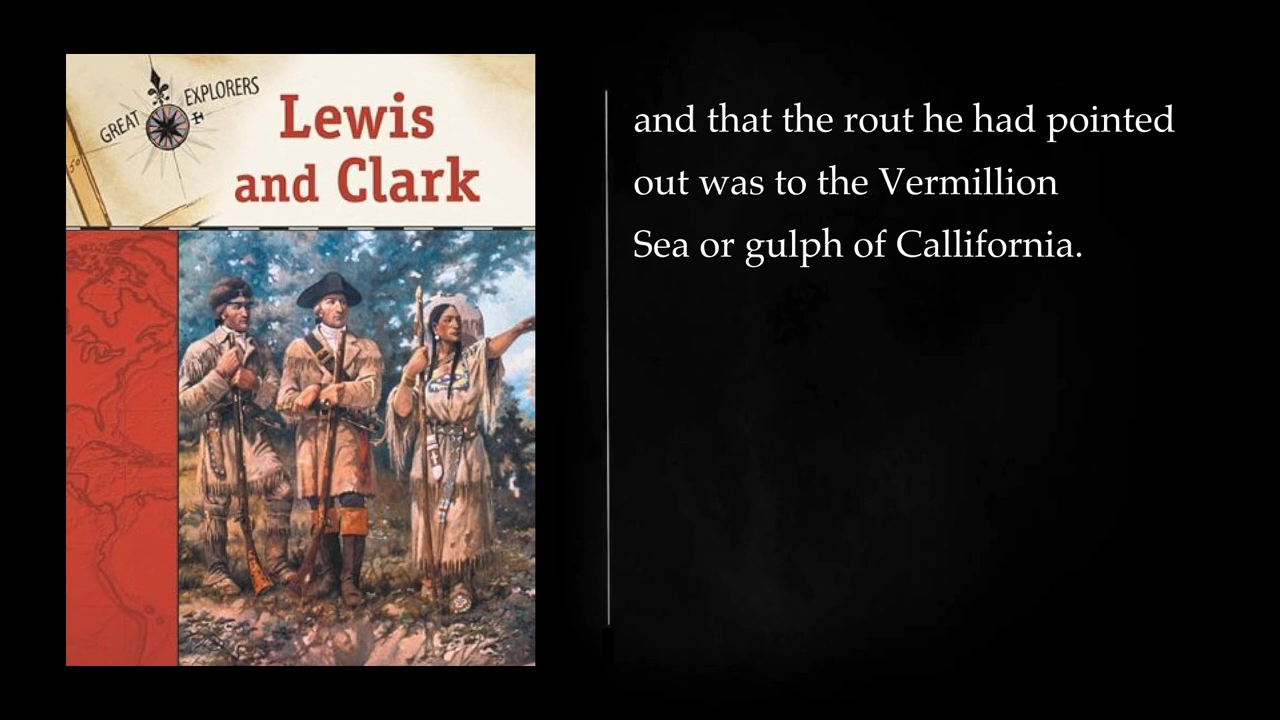 GREAT EXPLORERS
Lewis
and Clark
50
and that the rout he had pointed
out was to the Vermillion
Sea or gulph of Callifornia.